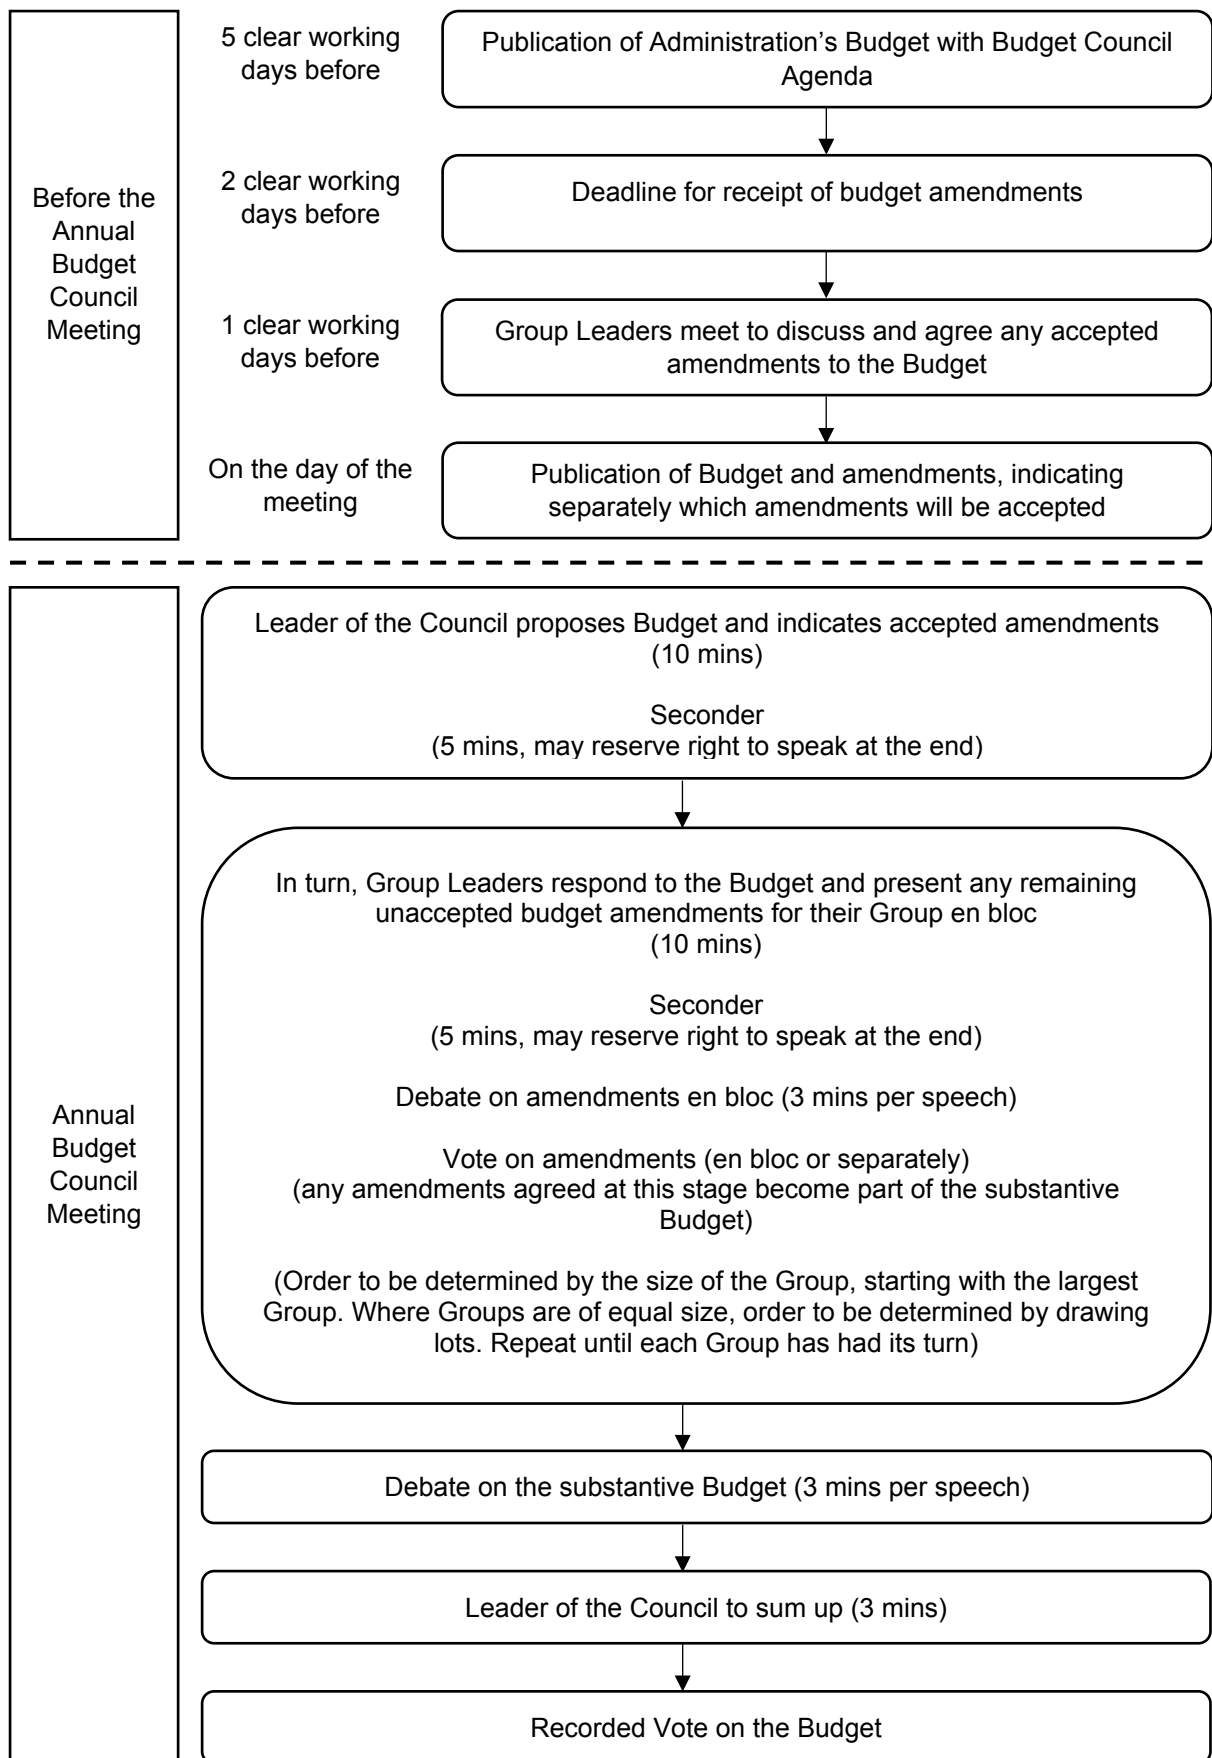 Before the
Annual
Budget
Council
Meeting
5 clear working
days before
Publication of Administration’s Budget with Budget Council
Agenda
2 clear working
days before
Deadline for receipt of budget amendments
1 clear working
days before
Group Leaders meet to discuss and agree any accepted
amendments to the Budget
On the day of the
meeting
Publication of Budget and amendments, indicating
separately which amendments will be accepted
Annual
Budget
Council
Meeting
Leader of the Council proposes Budget and indicates accepted amendments
(10 mins)
Seconder
(5 mins, may reserve right to speak at the end)
In turn, Group Leaders respond to the Budget and present any remaining
unaccepted budget amendments for their Group en bloc
(10 mins)
Seconder
(5 mins, may reserve right to speak at the end)
Debate on amendments en bloc (3 mins per speech)
Vote on amendments (en bloc or separately)
(any amendments agreed at this stage become part of the substantive
Budget)
(Order to be determined by the size of the Group, starting with the largest
Group. Where Groups are of equal size, order to be determined by drawing
lots. Repeat until each Group has had its turn)
Debate on the substantive Budget (3 mins per speech)
Leader of the Council to sum up (3 mins)
Recorded Vote on the Budget